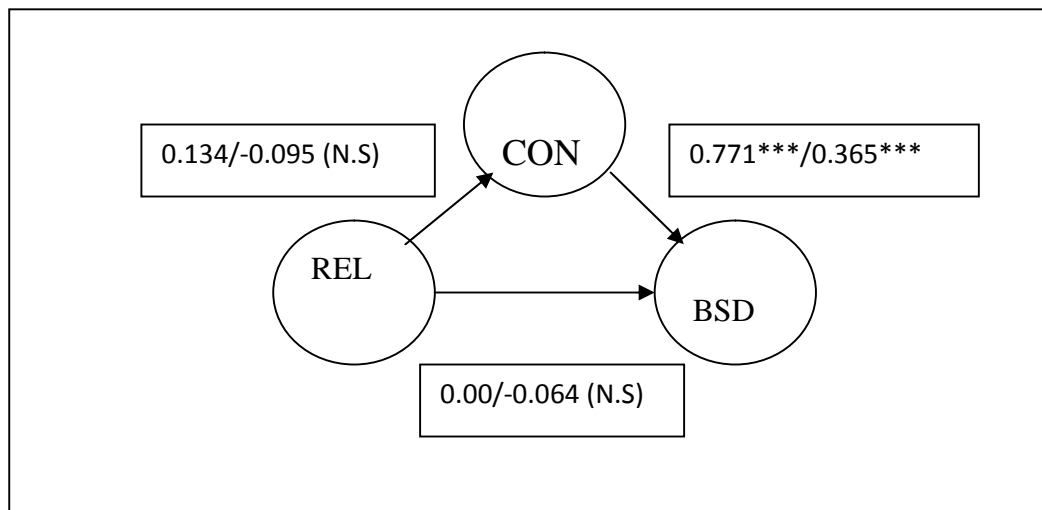 CON
0.134/-0.095 (N.S)
0.771***/0.365***
REL
BSD
0.00/-0.064 (N.S)